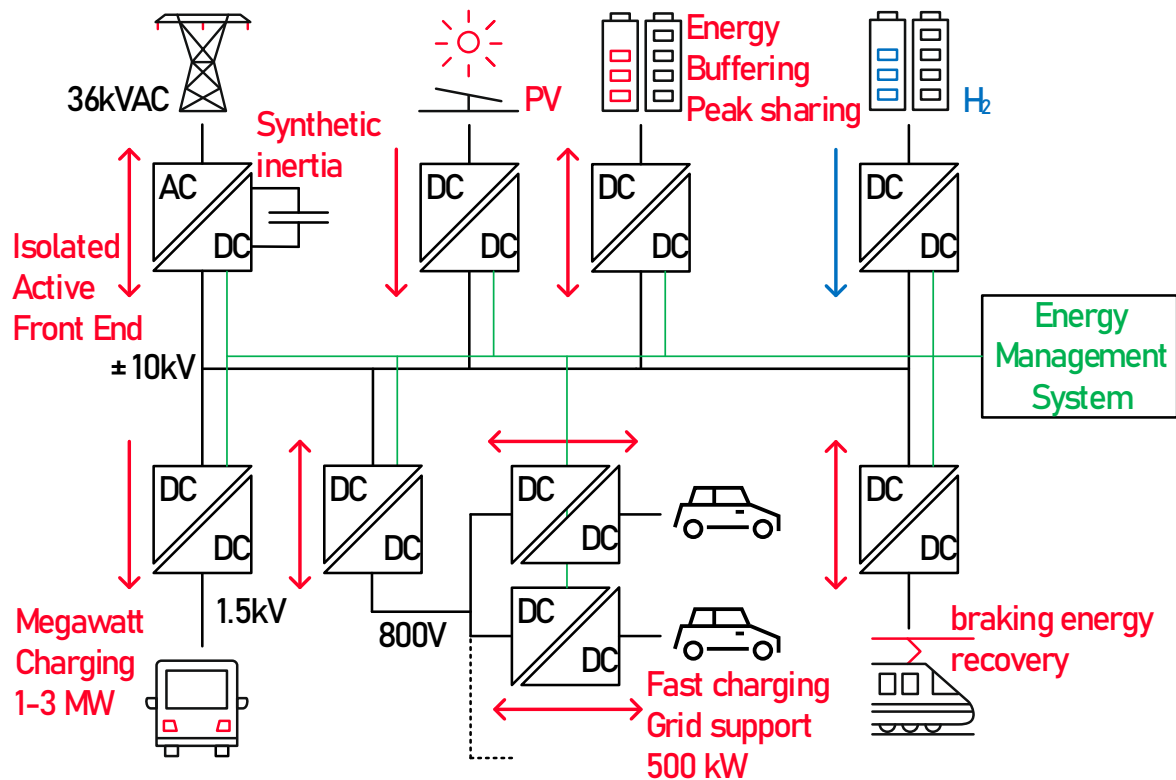 36kVAC
Synthetic
inertia
PV
Energy
Buffering
Peak sharing
H₂
AC
DC
DC
DC
DC
DC
DC
DC
Isolated
Active
Front End
± 10kV
Energy
Management
System
DC
DC
DC
DC
DC
DC
DC
DC
1.5kV
800V
DC
DC
Megawatt
Charging
1-3 MW
Fast charging
Grid support
500 kW
braking energy
recovery